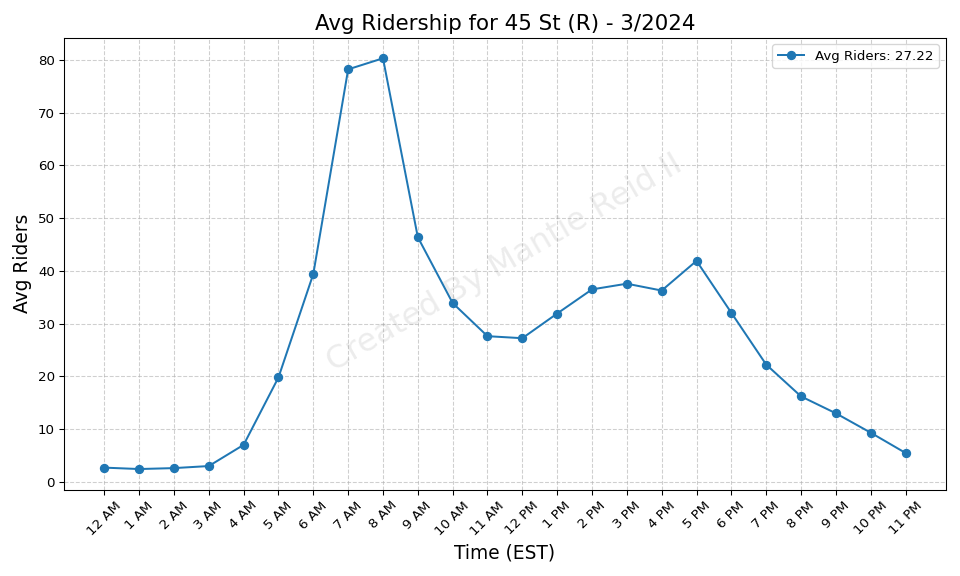 Avg Ridership for 45 St (R) - 3/2024
Avg Riders: 27.22
Avg Riders
80
70
60
50
40
30
20
10
0
Created By Mantie Reid II
12 AM
1 AM
2 AM
3 AM
4 AM
5 AM
6 AM
7 AM
8 AM
9 AM
10 AM
11 AM
12 PM
1 PM
2 PM
3 PM
4 PM
5 PM
6 PM
7 PM
8 PM
9 PM
10 PM
11 PM
Time (EST)